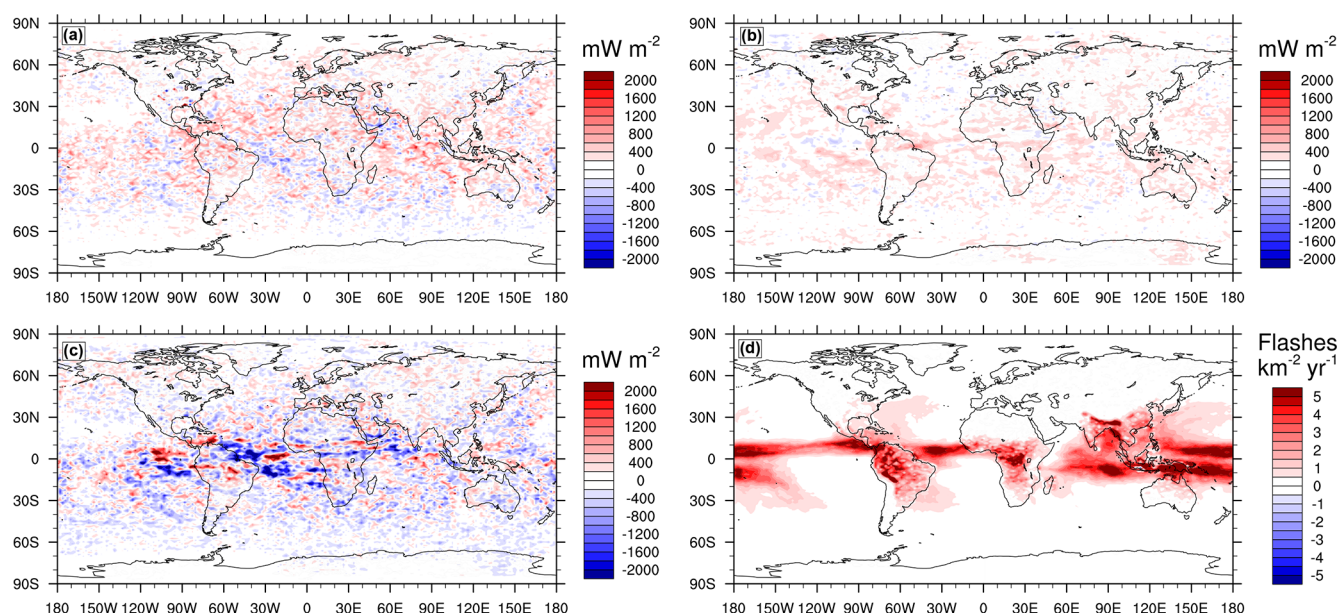 90N
60N
30N
0
30S
60S
90S
(a)
180 150W 120W 90W 60W 30W 0 30E 60E 90E 120E 150E 180
mW m⁻²
2000
1600
1200
800
400
0
-400
-800
-1200
-1600
-2000
90N
60N
30N
0
30S
60S
90S
(b)
180 150W 120W 90W 60W 30W 0 30E 60E 90E 120E 150E 180
mW m⁻²
2000
1600
1200
800
400
0
-400
-800
-1200
-1600
-2000
90N
60N
30N
0
30S
60S
90S
(c)
180 150W 120W 90W 60W 30W 0 30E 60E 90E 120E 150E 180
mW m⁻²
2000
1600
1200
800
400
0
-400
-800
-1200
-1600
-2000
90N
60N
30N
0
30S
60S
90S
(d)
180 150W 120W 90W 60W 30W 0 30E 60E 90E 120E 150E 180
Flashes
km⁻² yr⁻¹
5
4
3
2
1
0
-1
-2
-3
-4
-5